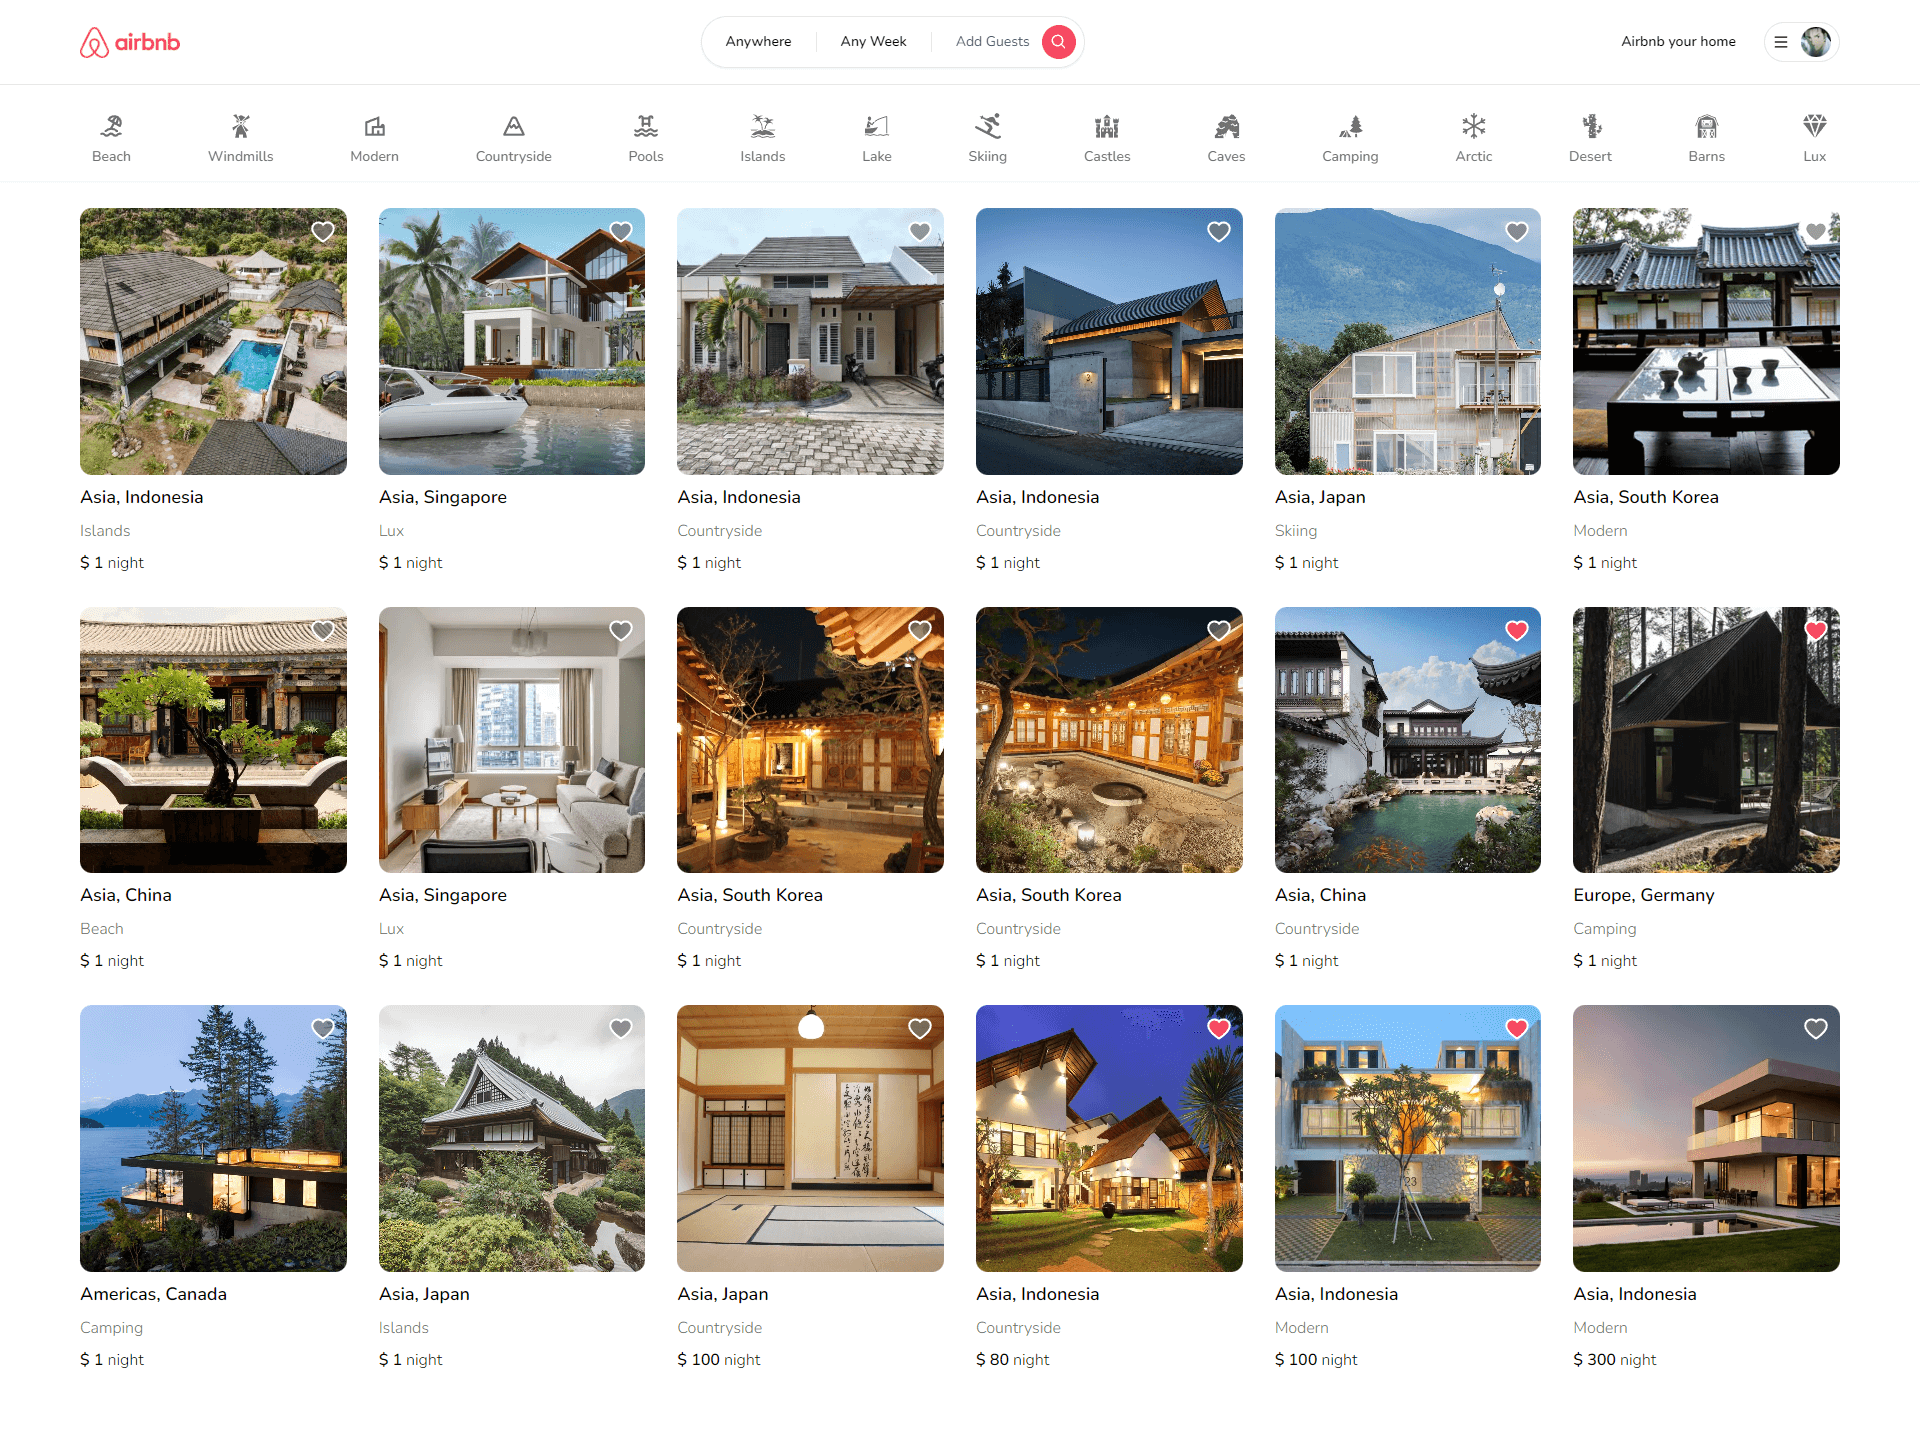 airbnb
Anywhere
Any Week
Add Guests
Airbnb your home
Beach
Windmills
Modern
Countryside
Pools
Islands
Lake
Skiing
Castles
Caves
Camping
Arctic
Desert
Barns
Lux
Asia, Indonesia
Islands
$ 1 night
Asia, Singapore
Lux
$ 1 night
Asia, Indonesia
Countryside
$ 1 night
Asia, Indonesia
Countryside
$ 1 night
Asia, Japan
Skiing
$ 1 night
Asia, South Korea
Modern
$ 1 night
Asia, China
Beach
$ 1 night
Asia, Singapore
Lux
$ 1 night
Asia, South Korea
Countryside
$ 1 night
Asia, South Korea
Countryside
$ 1 night
Asia, China
Countryside
$ 1 night
Europe, Germany
Camping
$ 1 night
Americas, Canada
Camping
$ 1 night
Asia, Japan
Islands
$ 1 night
Asia, Japan
Countryside
$ 100 night
Asia, Indonesia
Countryside
$ 80 night
123
Asia, Indonesia
Modern
$ 100 night
Asia, Indonesia
Modern
$ 300 night